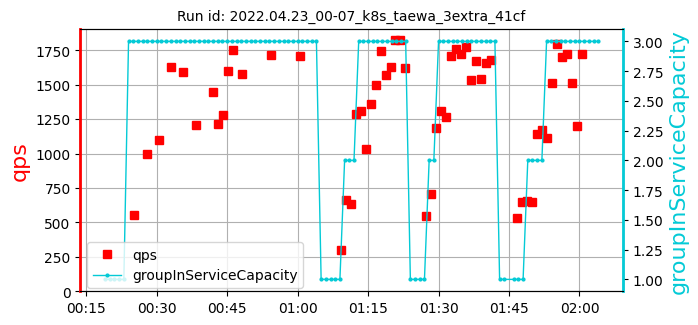 Run id: 2022.04.23_00-07_k8s_taewa_3extra_41cf
1750
1500
1250
1000
750
500
250
0
qps
3.00
2.75
2.50
2.25
2.00
1.75
1.50
1.25
1.00
groupInServiceCapacity
qps
groupInServiceCapacity
00:15 00:30 00:45 01:00 01:15 01:30 01:45 02:00